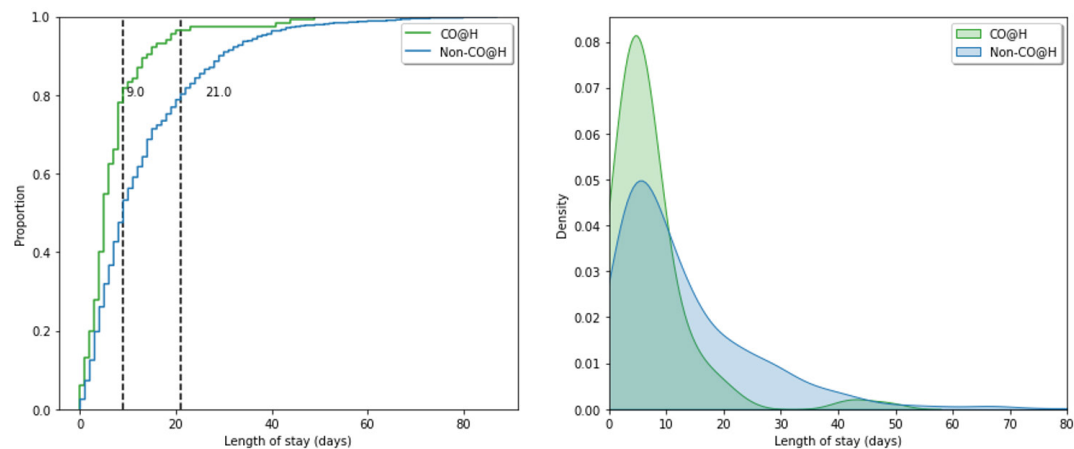 1.0
0.8
0.6
0.4
0.2
0.0
Proportion
CO@H
Non-CO@H
9.0
21.0
0 20 40 60 80
Length of stay (days)
0.08
0.07
0.06
0.05
0.04
0.03
0.02
0.01
0.00
Density
CO@H
Non-CO@H
0 10 20 30 40 50 60 70 80
Length of stay (days)